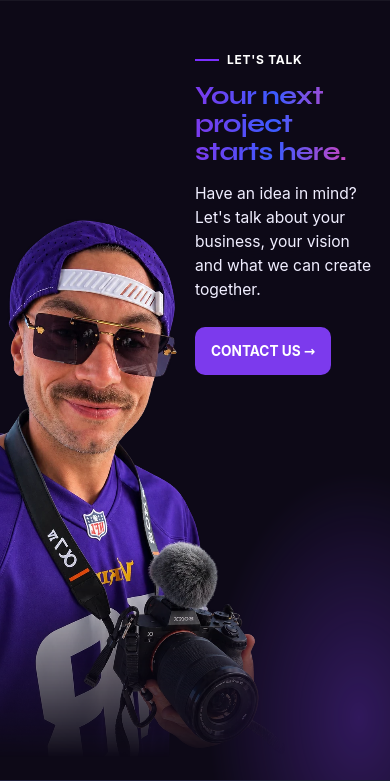 LET'S TALK
Your next
project
starts here.
Have an idea in mind?
Let's talk about your
business, your vision
and what we can create
together.
CONTACT US →